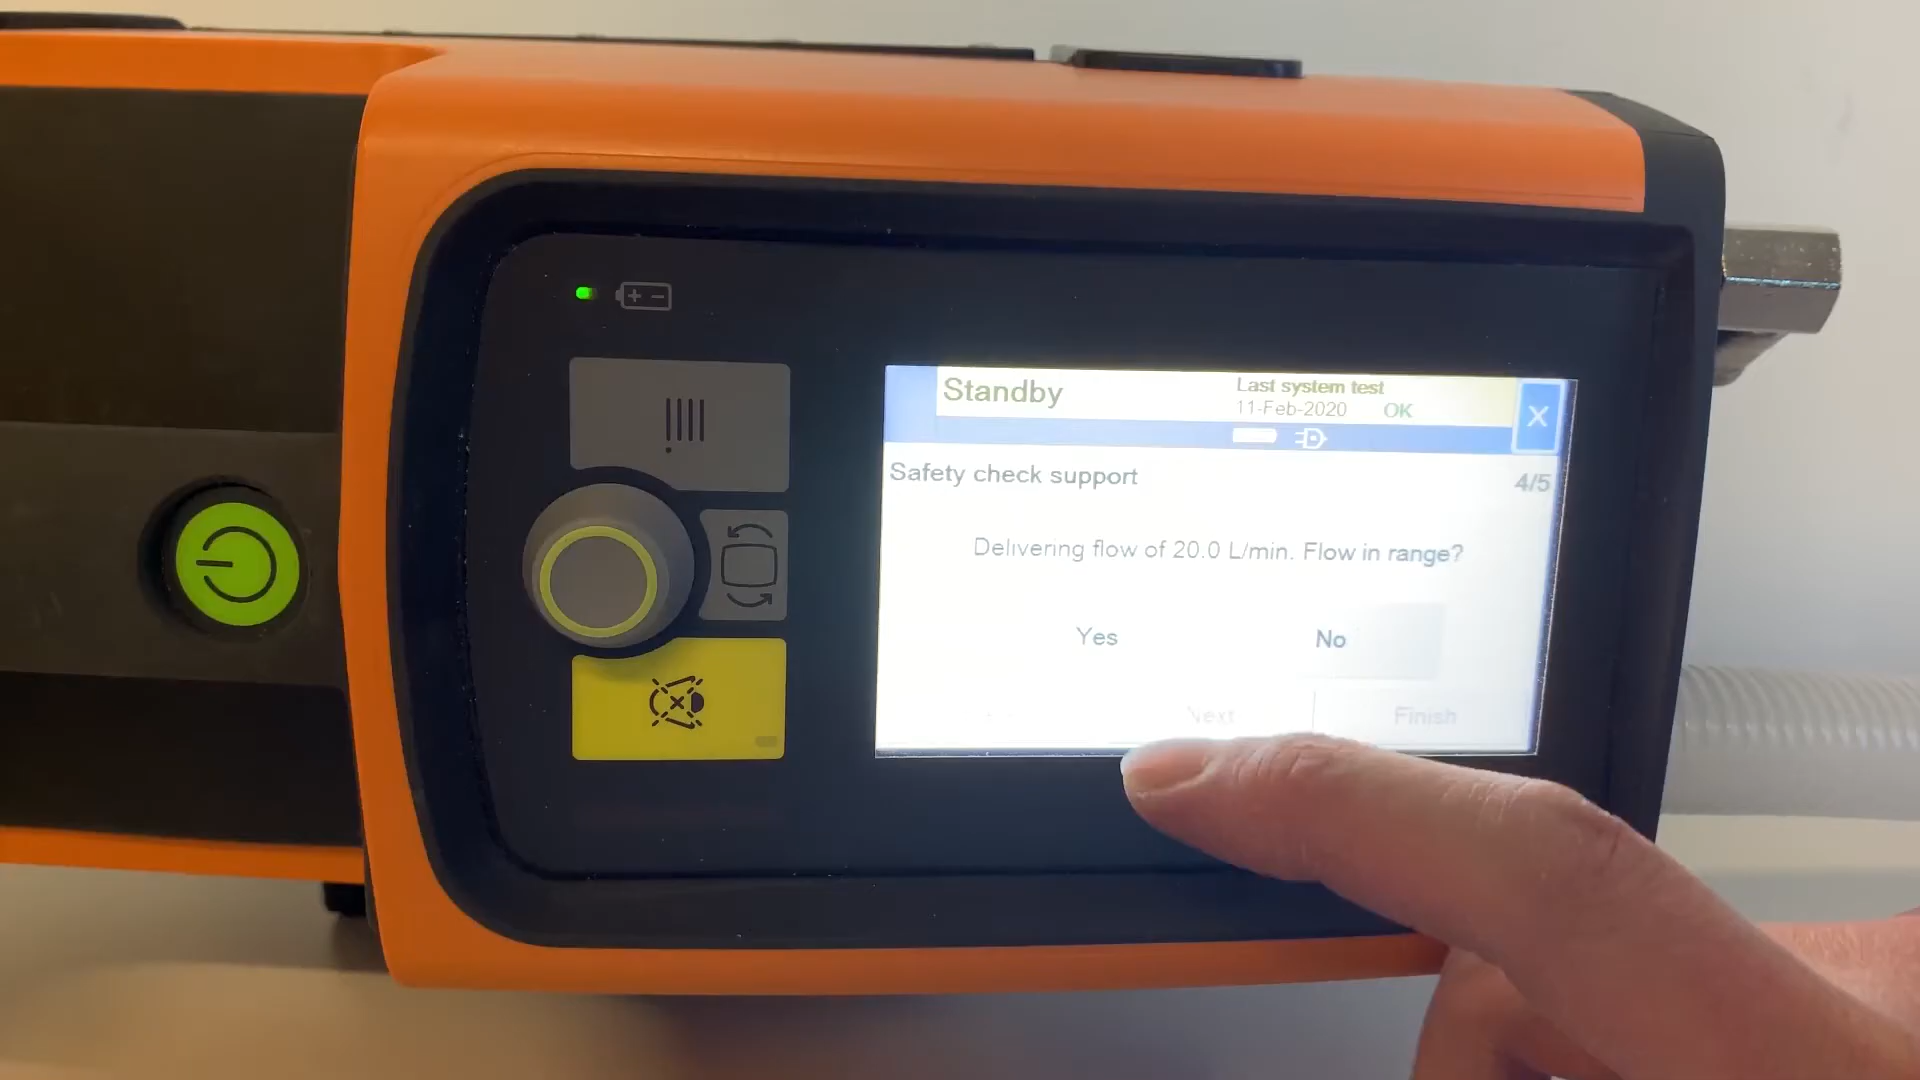 Standby
Last system test
11-Feb-2020 OK
X
Safety check support
4/5
Delivering flow of 20.0 L/min. Flow in range?
Yes No
Next Finish